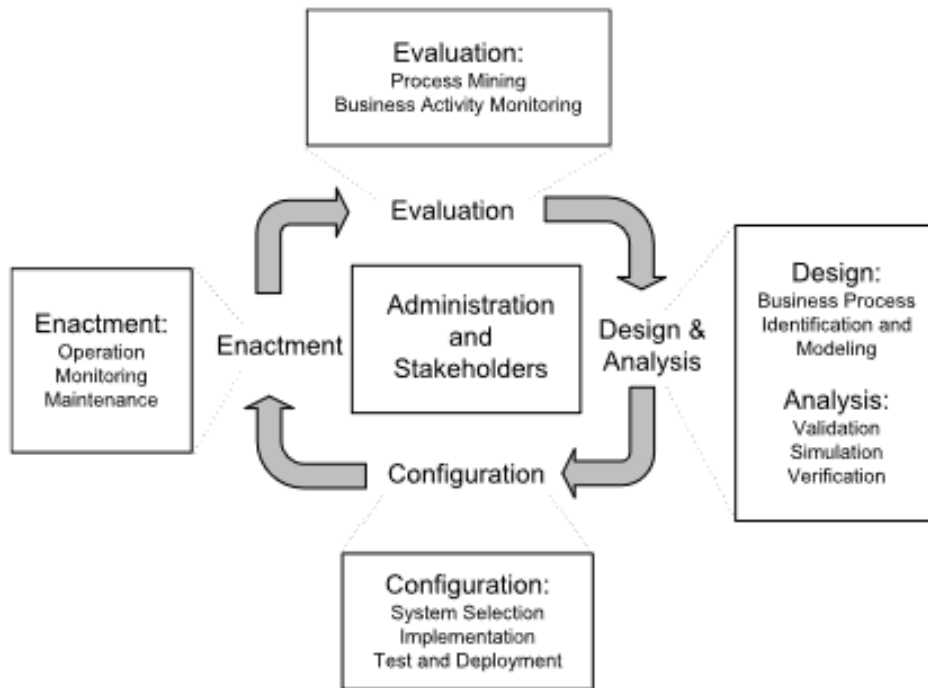 Evaluation:
Process Mining
Business Activity Monitoring
Evaluation
Administration
and
Stakeholders
Design &
Analysis
Design:
Business Process
Identification and
Modeling
Analysis:
Validation
Simulation
Verification
Enactment:
Operation
Monitoring
Maintenance
Enactment
Configuration
Configuration:
System Selection
Implementation
Test and Deployment